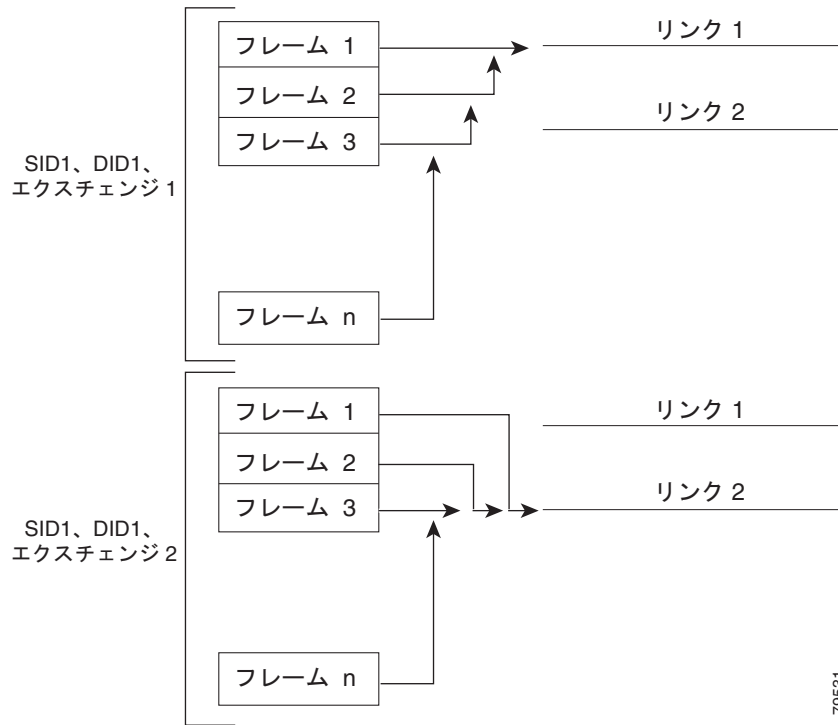 SID1、DID1、
エクスチェンジ 1
フレーム 1
フレーム 2
フレーム 3
フレーム n
リンク 1
リンク 2
SID1、DID1、
エクスチェンジ 2
フレーム 1
フレーム 2
フレーム 3
フレーム n
リンク 1
リンク 2
79531